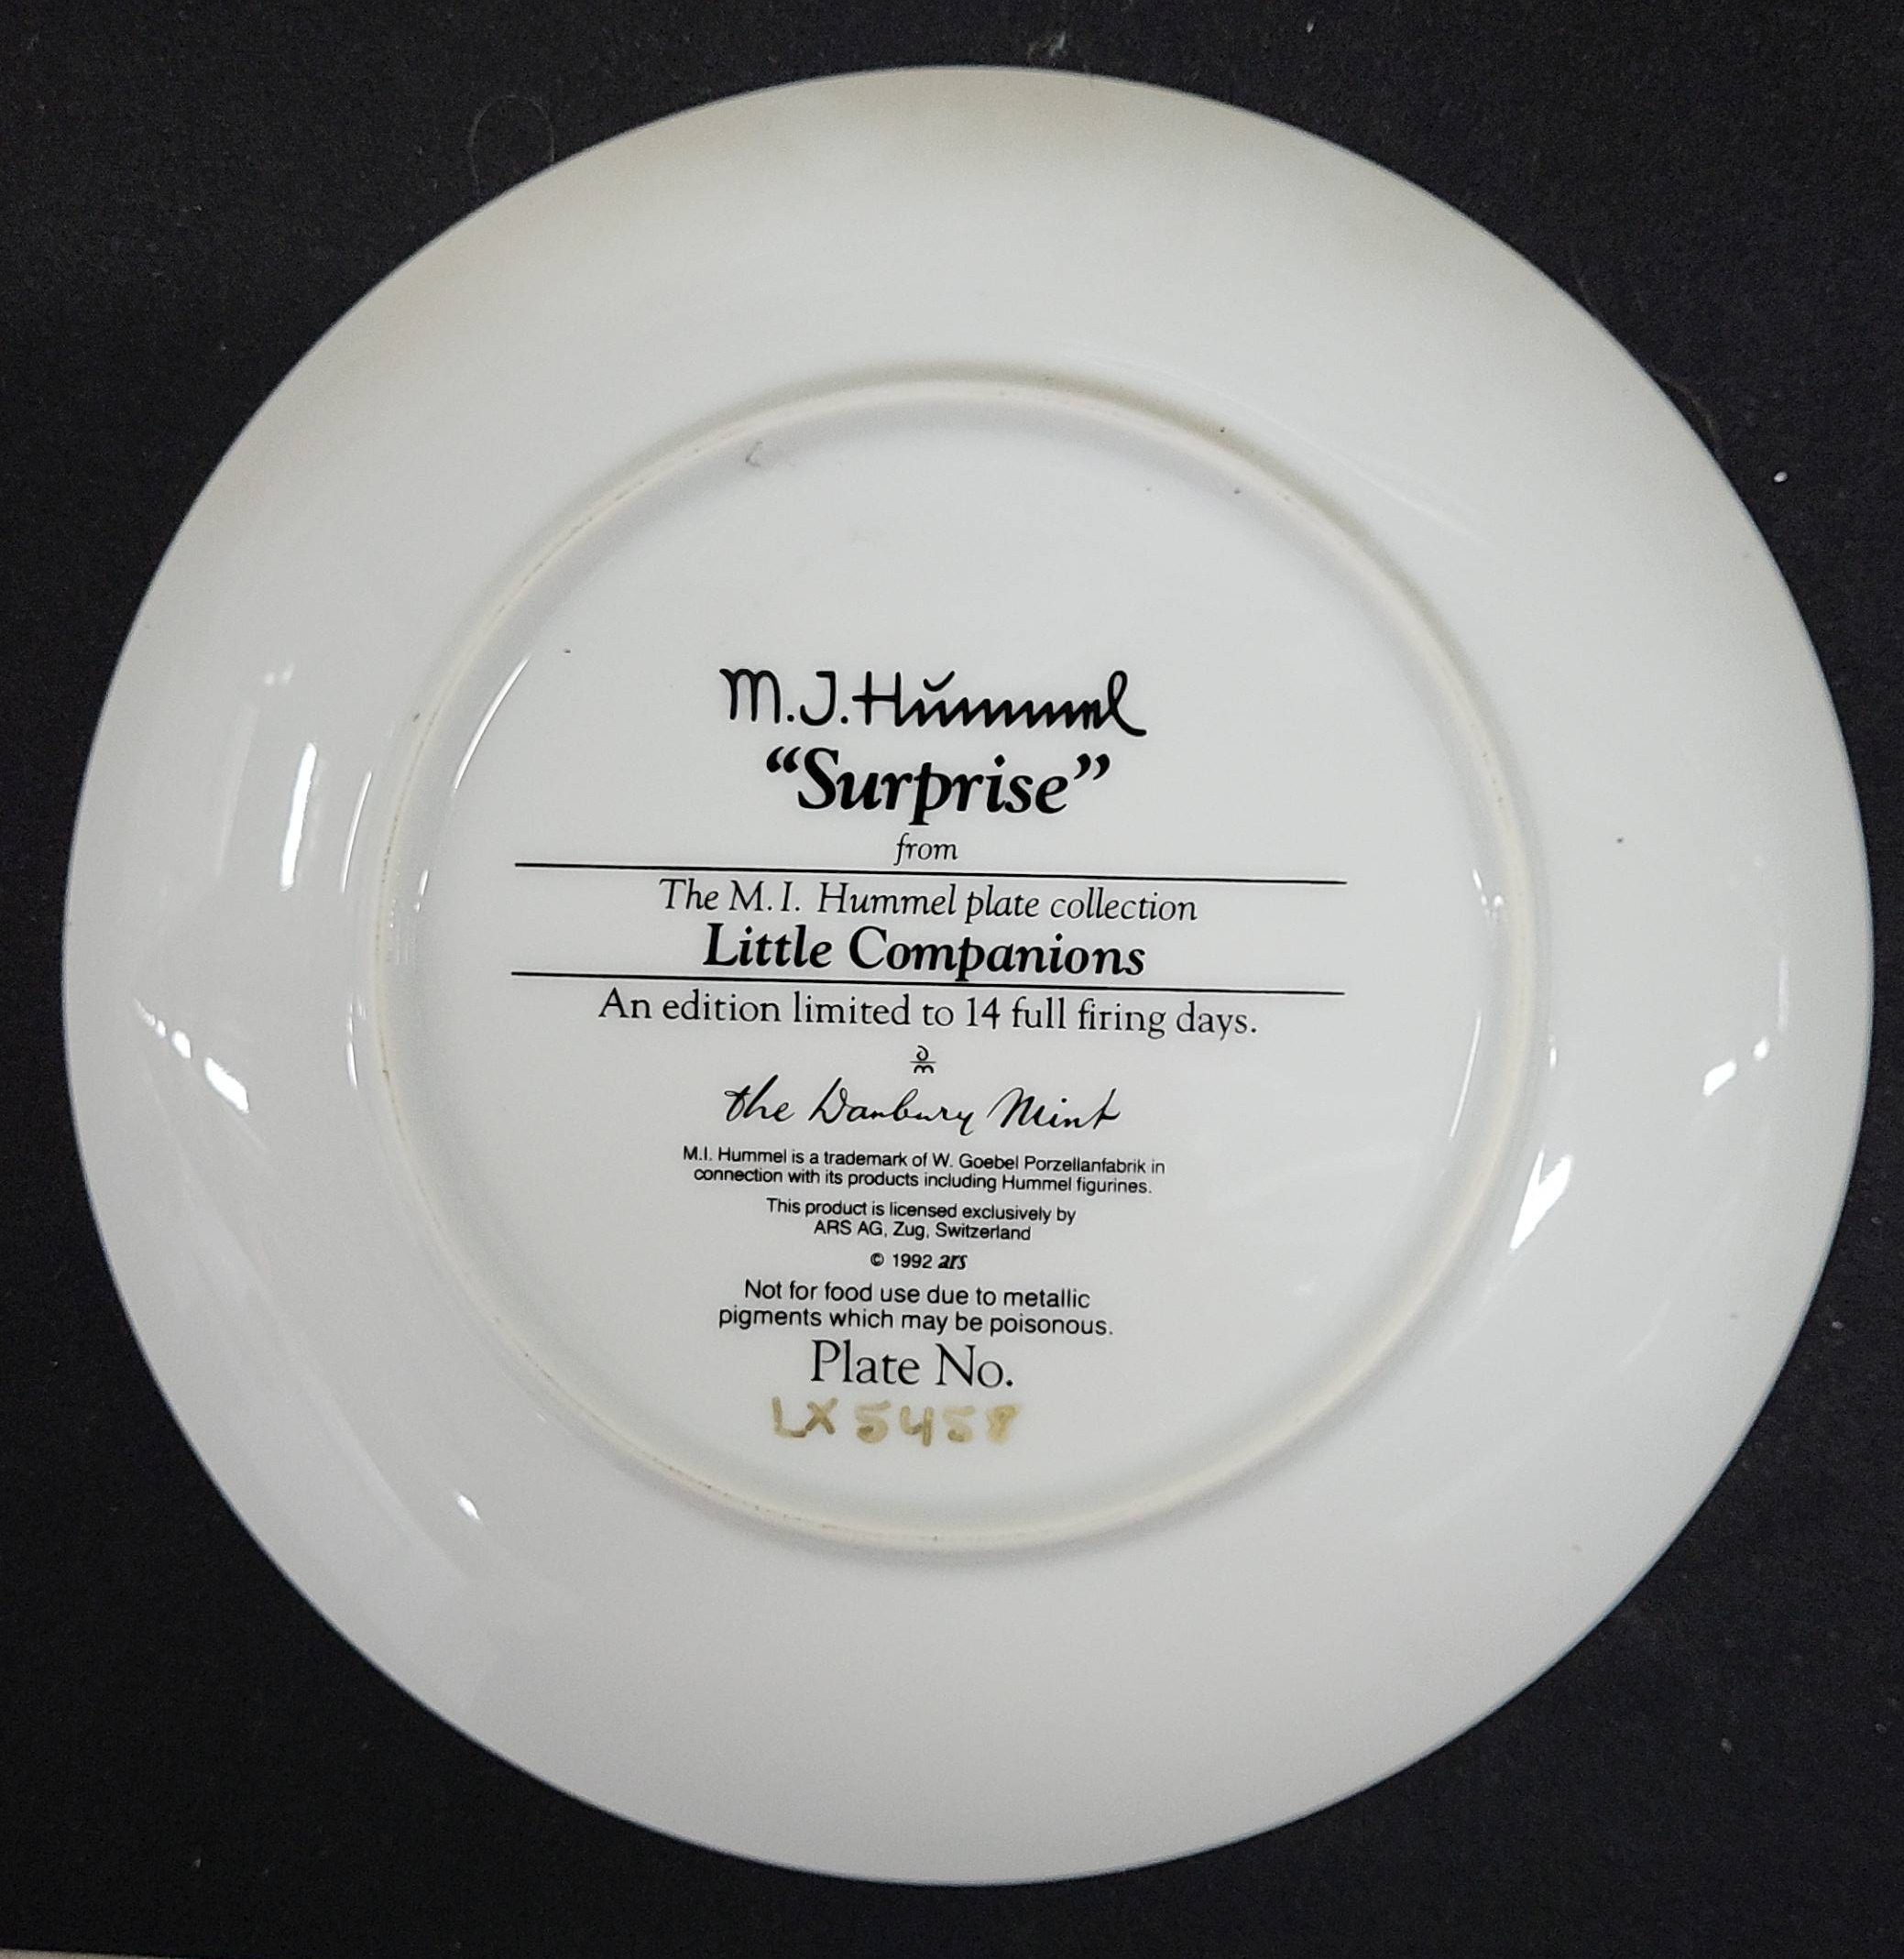 M.J.Hŭmmel
“Surprise”
from
The M.I. Hummel plate collection
Little Companions
An edition limited to 14 full firing days.
the Danbury Mint
M.I. Hummel is a trademark of W. Goebel Porzellanfabrik in
connection with its products including Hummel figurines.
This product is licensed exclusively by
ARS AG, Zug, Switzerland
© 1992 ars
Not for food use due to metallic
pigments which may be poisonous.
Plate No.
LX5458